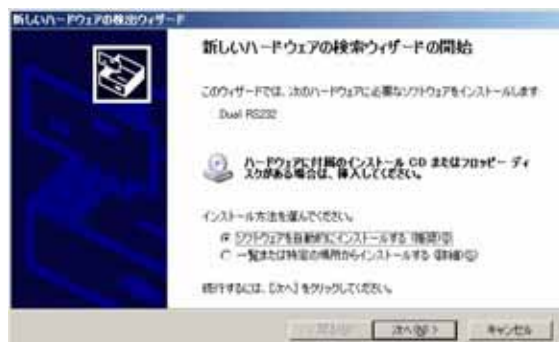 新しいハードウェアの検出ウィザード
新しいハードウェアの検索ウィザードの開始
このウィザードでは、次のハードウェアに必要なソフトウェアをインストールします
Dual RS232
ハードウェアに付属のインストール CD またはフロッピー ディ
スクがある場合は、挿入してください。
インストール方法を選んでください。
ソフトウェアを自動的にインストールする (推奨)(I)
一覧または特定の場所からインストールする (詳細)(S)
続行するには、[次へ] をクリックしてください。
次へ(N) >
キャンセル